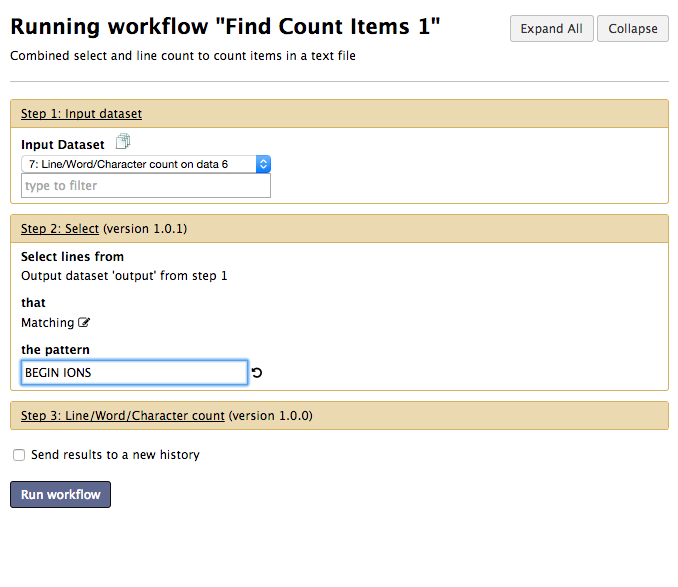 Running workflow "Find Count Items 1"
Expand All
Collapse
Combined select and line count to count items in a text file
Step 1: Input dataset
Input Dataset
7: Line/Word/Character count on data 6
type to filter
Step 2: Select (version 1.0.1)
Select lines from
Output dataset 'output' from step 1
that
Matching
the pattern
BEGIN IONS
Step 3: Line/Word/Character count (version 1.0.0)
Send results to a new history
Run workflow